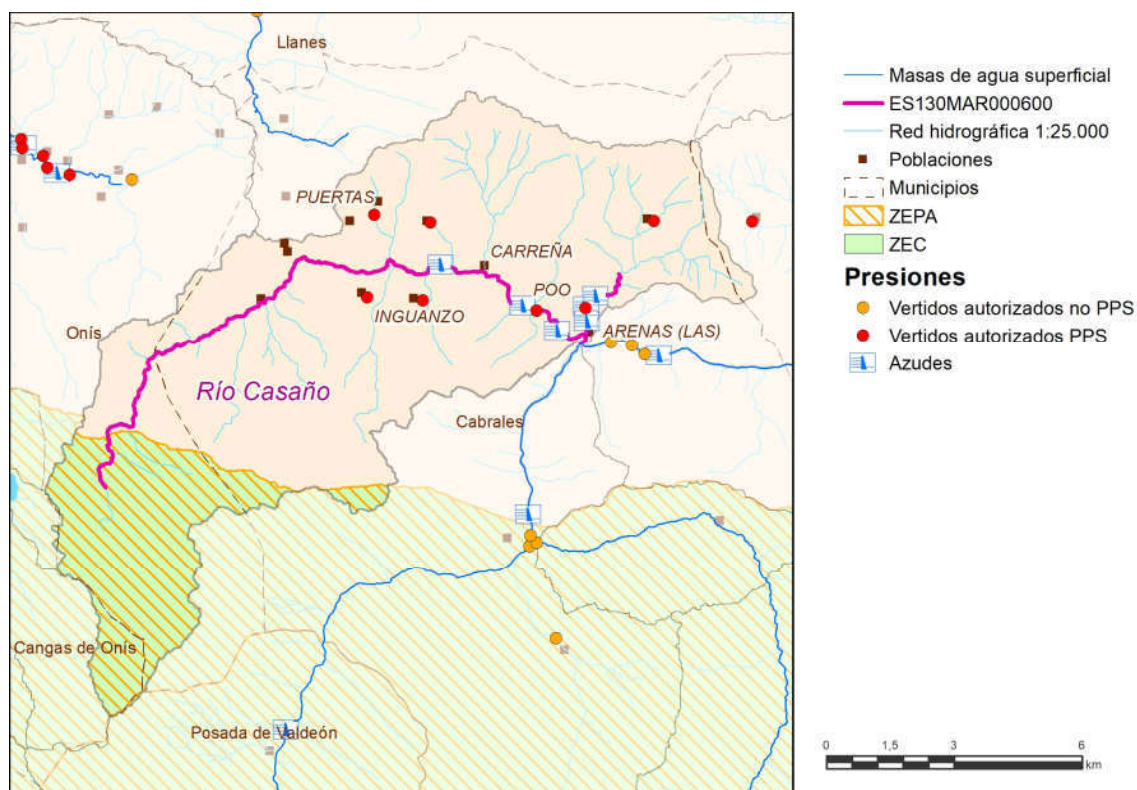 Llanes
PUERTAS
CARREÑA
POO
INGUANZO
ARENAS (LAS)
Onís
Río Casaño
Cabrales
Cangas de Onís
Posada de Valdeón
Masas de agua superficial
ES130MAR000600
Red hidrográfica 1:25.000
Poblaciones
Municipios
ZEPA
ZEC
Presiones
Vertidos autorizados no PPS
Vertidos autorizados PPS
Azudes
0 1,5 3 6
km